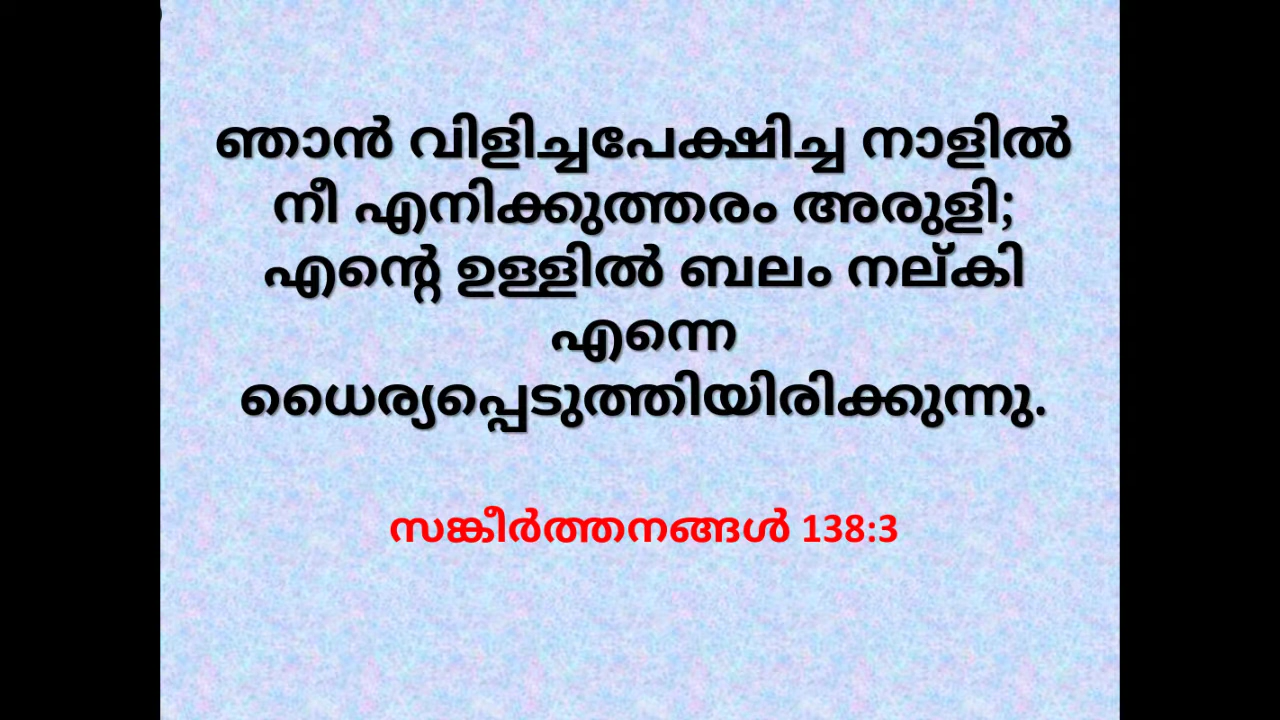 ഞാൻ വിളിച്ചപേക്ഷിച്ച നാളിൽ
നീ എനിക്കുത്തരം അരുളി;
എന്റെ ഉള്ളിൽ ബലം നല്കി
എന്നെ
ധൈര്യപ്പെടുത്തിയിരിക്കുന്നു.
സങ്കീർത്തനങ്ങൾ 138:3